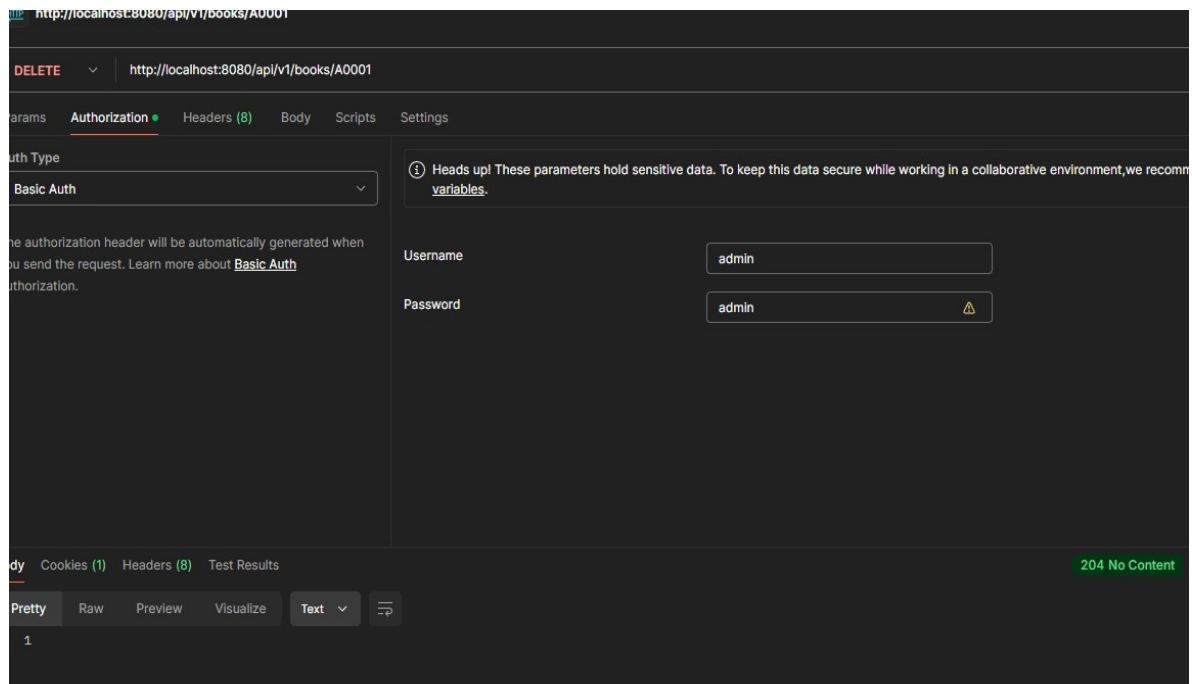 http://localhost:8080/api/v1/books/A0001
DELETE http://localhost:8080/api/v1/books/A0001
arams Authorization Headers (8) Body Scripts Settings
uth Type
Basic Auth
he authorization header will be automatically generated when
ou send the request. Learn more about Basic Auth
uthorization.
Heads up! These parameters hold sensitive data. To keep this data secure while working in a collaborative environment,we recomm
variables.
Username admin
Password admin
dy Cookies (1) Headers (8) Test Results 204 No Content
Pretty Raw Preview Visualize Text
1